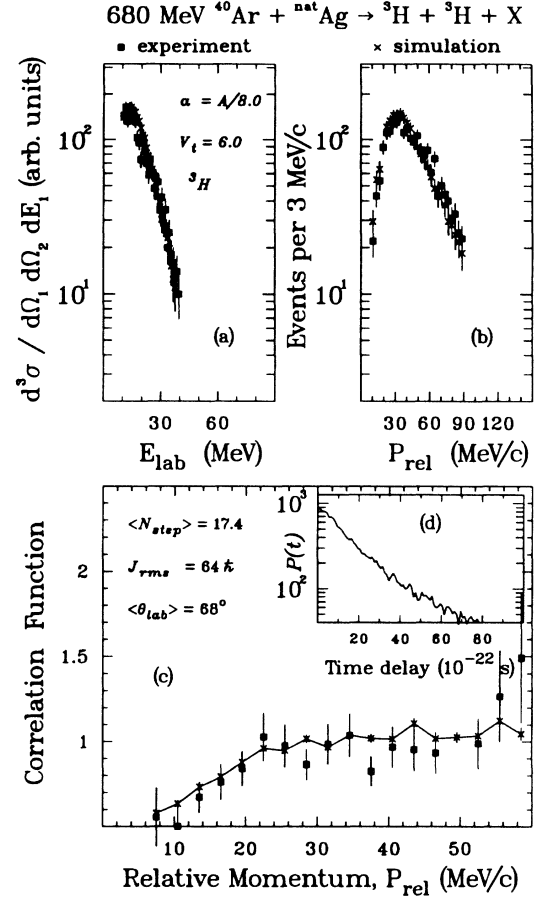 680 MeV ⁴⁰Ar + ⁿᵃᵗAg → ³H + ³H + X
■ experiment × simulation
d³σ / dΩ₁ dΩ₂ dE₁ (arb. units)
10²
10¹
a = A/8.0
Vₜ = 6.0
³H
(a)
30 60
E_lab (MeV)
Events per 3 MeV/c
10²
10¹
(b)
30 60 90 120
P_rel (MeV/c)
Correlation Function
2
1.5
1
⟨N_step⟩ = 17.4
J_rms = 64 ℏ
⟨θ_lab⟩ = 68°
(c)
P(t)
10³
10²
(d)
20 40 60 80
Time delay (10⁻²² s)
10 20 30 40 50
Relative Momentum, P_rel (MeV/c)